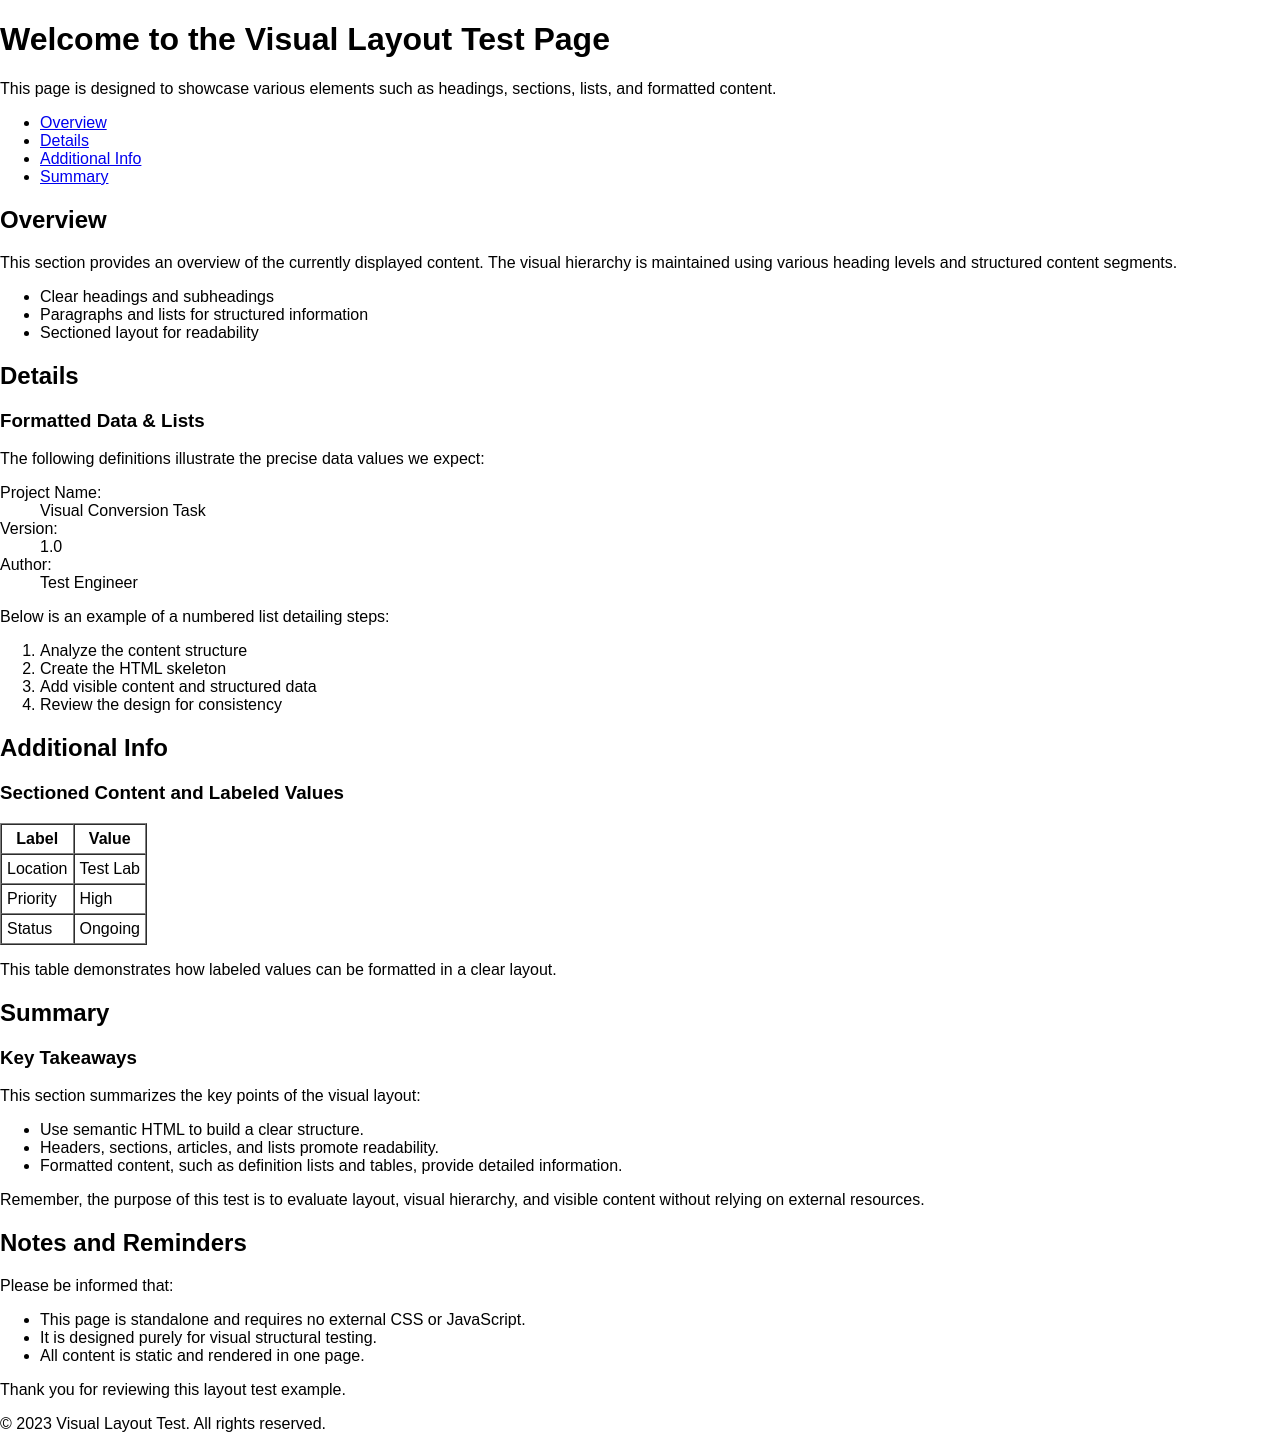 Welcome to the Visual Layout Test Page
This page is designed to showcase various elements such as headings, sections, lists, and formatted content.
Overview
Details
Additional Info
Summary
Overview
This section provides an overview of the currently displayed content. The visual hierarchy is maintained using various heading levels and structured content segments.
Clear headings and subheadings
Paragraphs and lists for structured information
Sectioned layout for readability
Details
Formatted Data & Lists
The following definitions illustrate the precise data values we expect:
Project Name:
Visual Conversion Task
Version:
1.0
Author:
Test Engineer
Below is an example of a numbered list detailing steps:
1. Analyze the content structure
2. Create the HTML skeleton
3. Add visible content and structured data
4. Review the design for consistency
Additional Info
Sectioned Content and Labeled Values
Label Value
Location Test Lab
Priority High
Status Ongoing
This table demonstrates how labeled values can be formatted in a clear layout.
Summary
Key Takeaways
This section summarizes the key points of the visual layout:
Use semantic HTML to build a clear structure.
Headers, sections, articles, and lists promote readability.
Formatted content, such as definition lists and tables, provide detailed information.
Remember, the purpose of this test is to evaluate layout, visual hierarchy, and visible content without relying on external resources.
Notes and Reminders
Please be informed that:
This page is standalone and requires no external CSS or JavaScript.
It is designed purely for visual structural testing.
All content is static and rendered in one page.
Thank you for reviewing this layout test example.
© 2023 Visual Layout Test. All rights reserved.